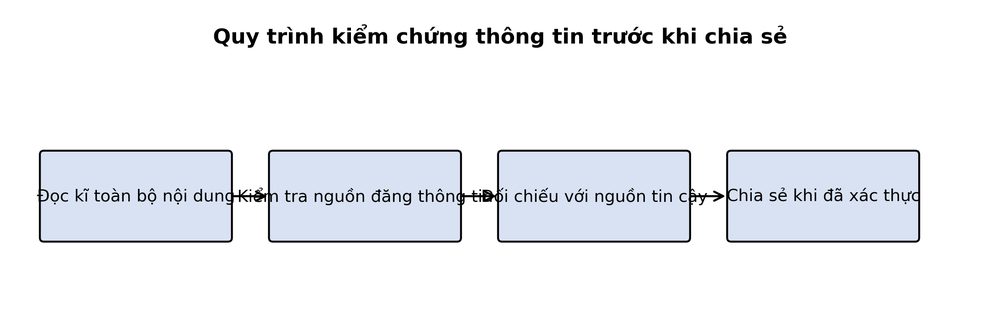 Quy trình kiểm chứng thông tin trước khi chia sẻ
Đọc kĩ toàn bộ nội dung
Kiểm tra nguồn đăng thông tin
Đối chiếu với nguồn tin cậy
Chia sẻ khi đã xác thực